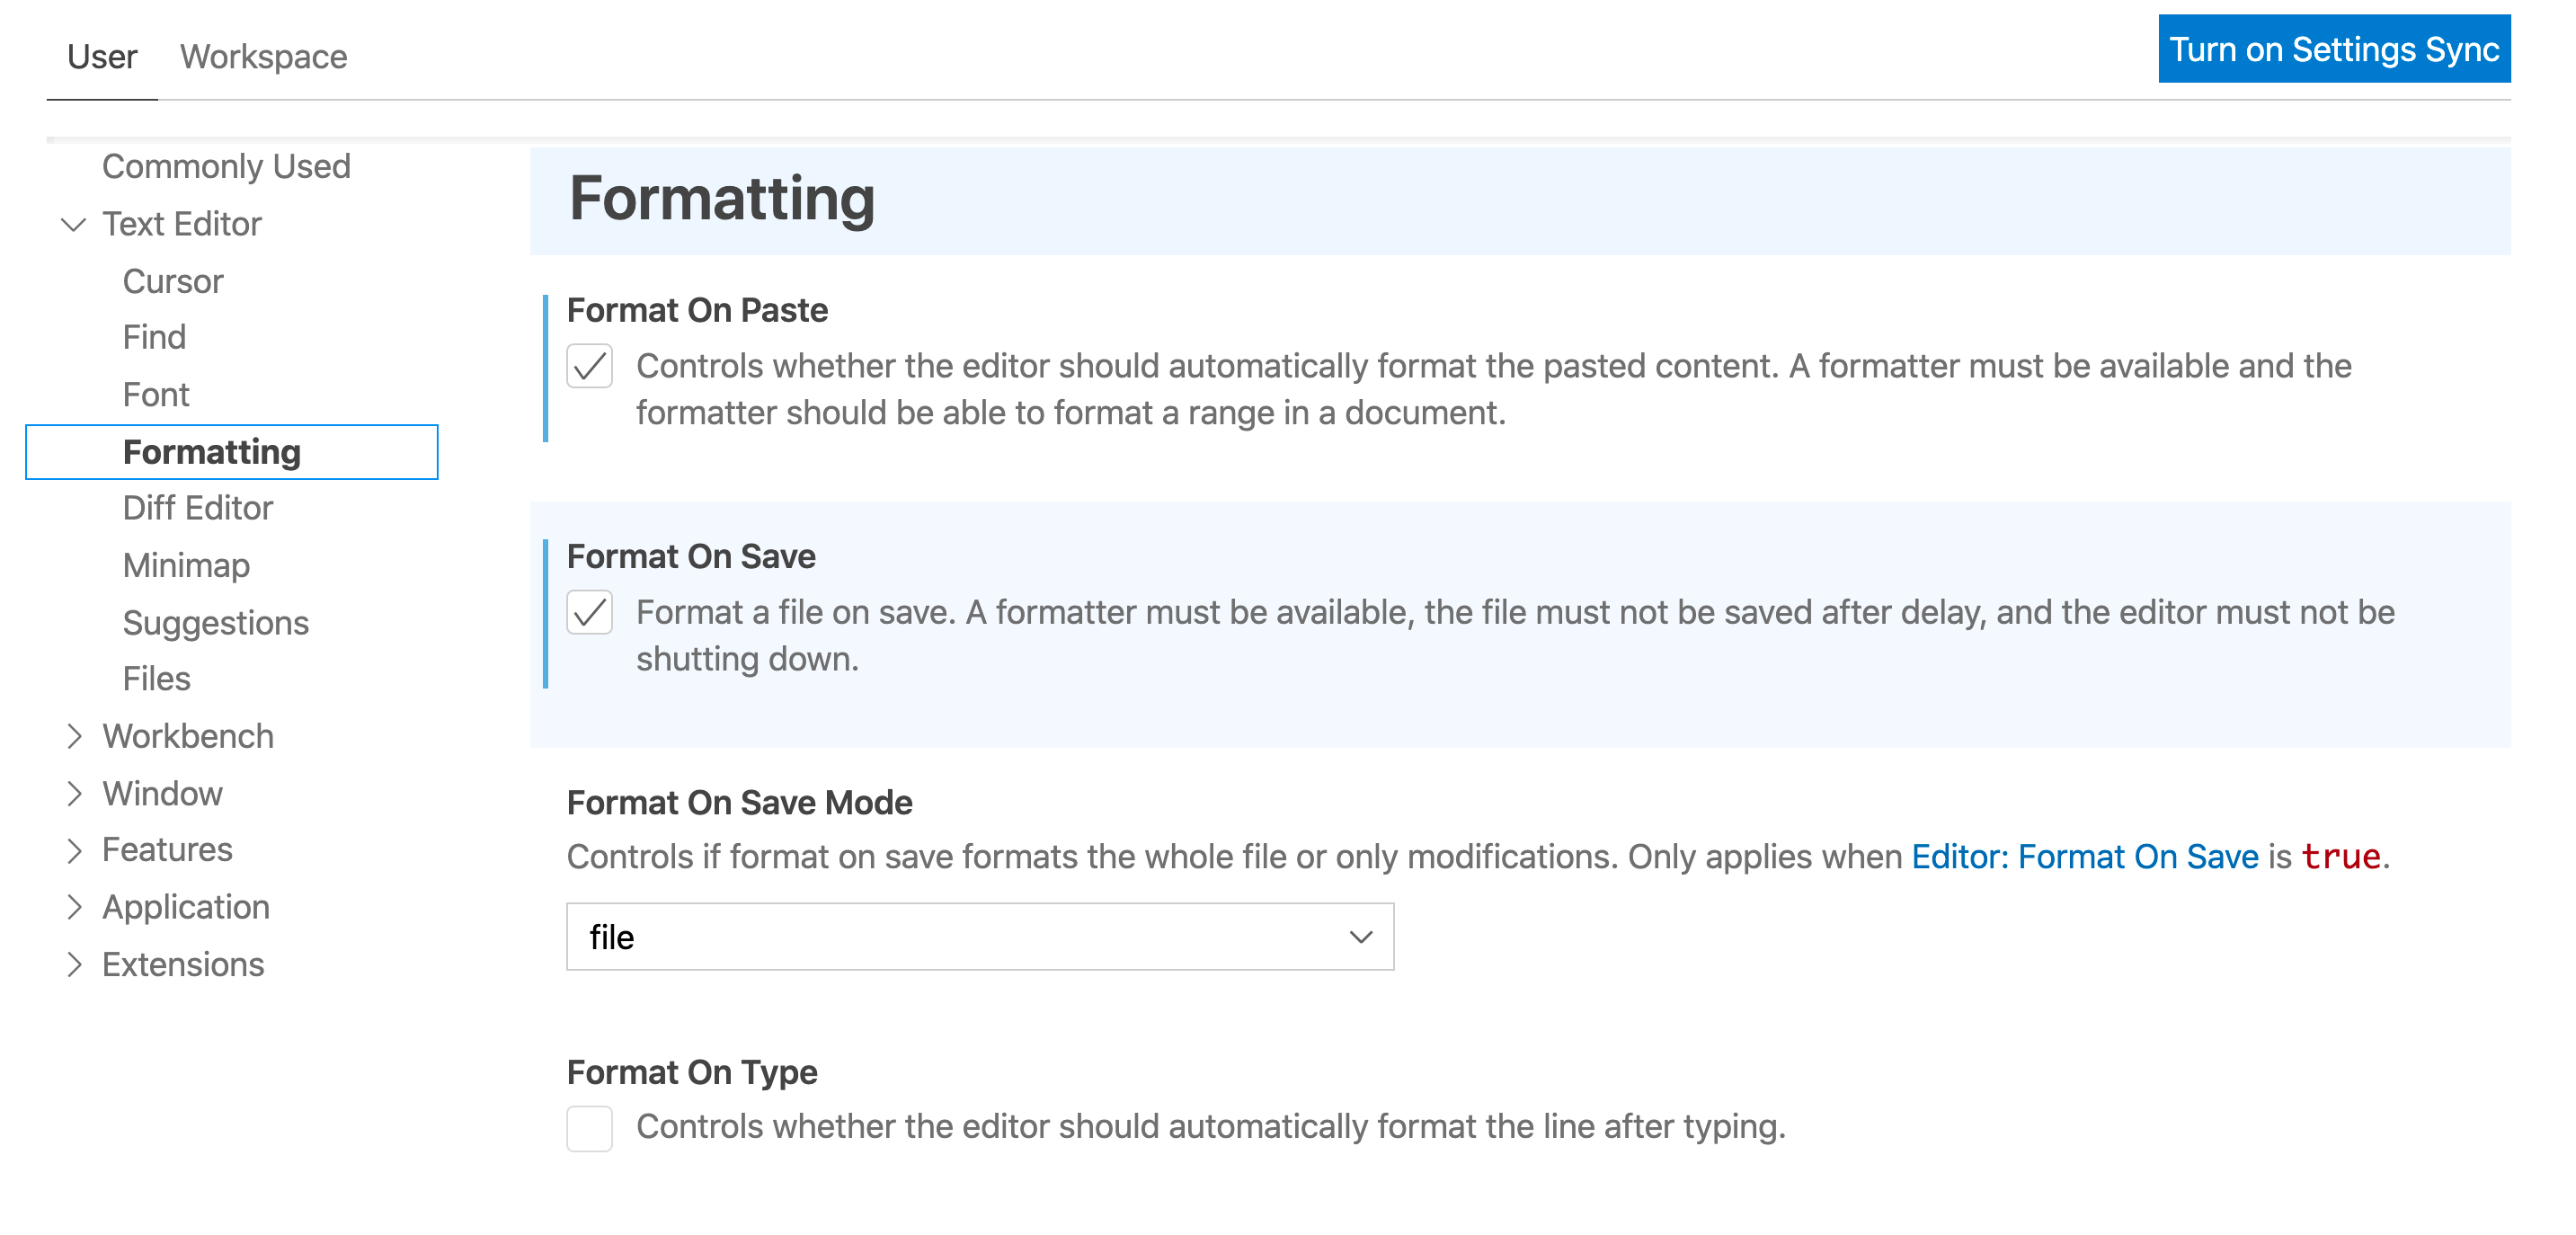 User Workspace Turn on Settings Sync
Commonly Used
Text Editor
Cursor
Find
Font
Formatting
Diff Editor
Minimap
Suggestions
Files
Workbench
Window
Features
Application
Extensions
Formatting
Format On Paste
Controls whether the editor should automatically format the pasted content. A formatter must be available and the
formatter should be able to format a range in a document.
Format On Save
Format a file on save. A formatter must be available, the file must not be saved after delay, and the editor must not be
shutting down.
Format On Save Mode
Controls if format on save formats the whole file or only modifications. Only applies when Editor: Format On Save is true.
file
Format On Type
Controls whether the editor should automatically format the line after typing.